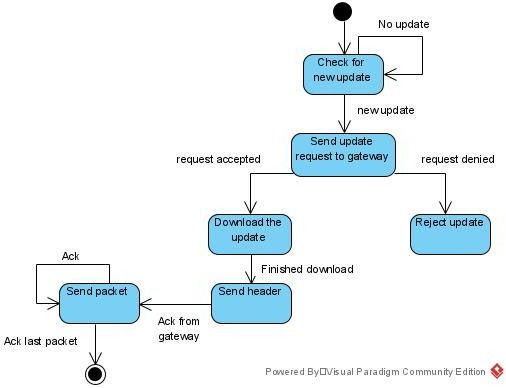 No update
Check for
new update
new update
Send update
request to gateway
request accepted
request denied
Download the
update
Reject update
Finished download
Ack
Send packet
Send header
Ack from
gateway
Ack last packet
Powered By□Visual Paradigm Community Edition